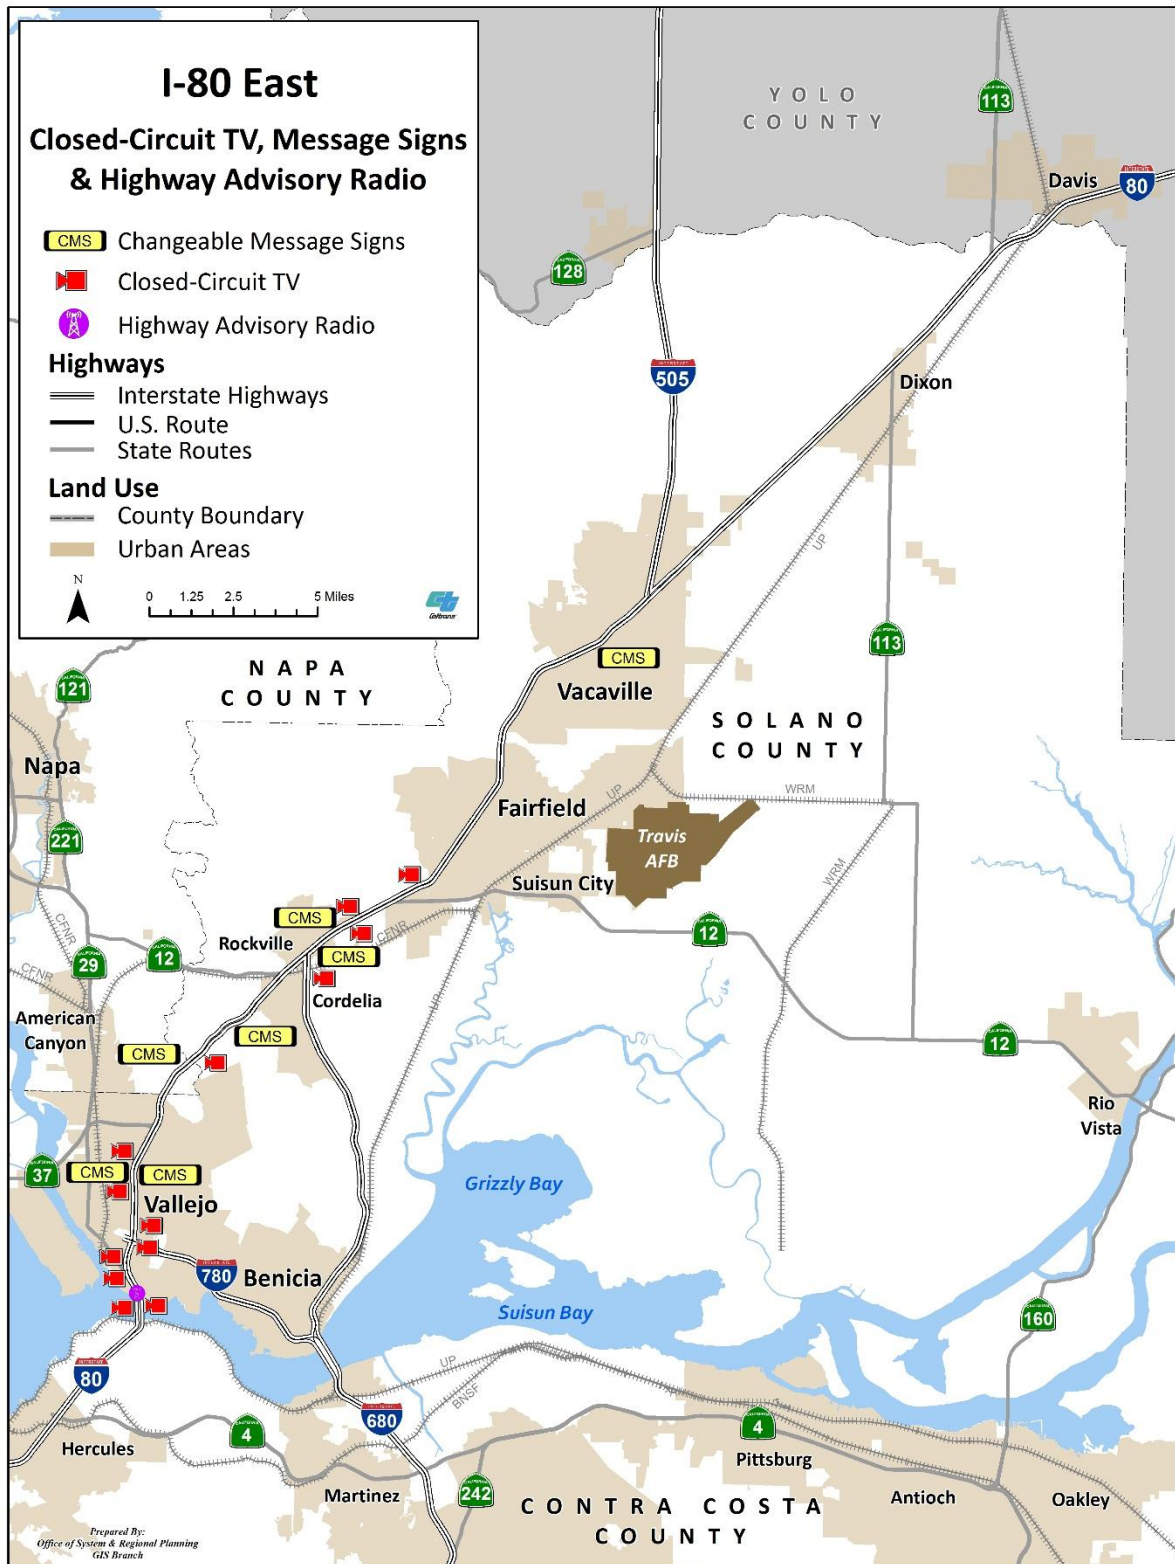 I-80 East
Closed-Circuit TV, Message Signs
& Highway Advisory Radio
CMS Changeable Message Signs
Closed-Circuit TV
Highway Advisory Radio
Highways
Interstate Highways
U.S. Route
State Routes
Land Use
County Boundary
Urban Areas
N
0 1.25 2.5 5 Miles
Caltrans
YOLO
COUNTY
113
Davis
80
128
505
Dixon
UP
113
CMS
Vacaville
NAPA
COUNTY
121
SOLANO
COUNTY
Napa
221
Fairfield
UP
WRM
Travis
AFB
Suisun City
WRM
CMS
Rockville
CFNR
CMS
12
CFNR
29
12
CFNR
Cordelia
UP
American
Canyon
CMS
CMS
12
Rio
Vista
37
CMS
CMS
Vallejo
Grizzly Bay
780
Benicia
Suisun Bay
160
80
UP
BNSF
680
4
4
Hercules
Pittsburg
Martinez
242
Antioch
Oakley
CONTRA COSTA
COUNTY
Prepared By:
Office of System & Regional Planning
GIS Branch